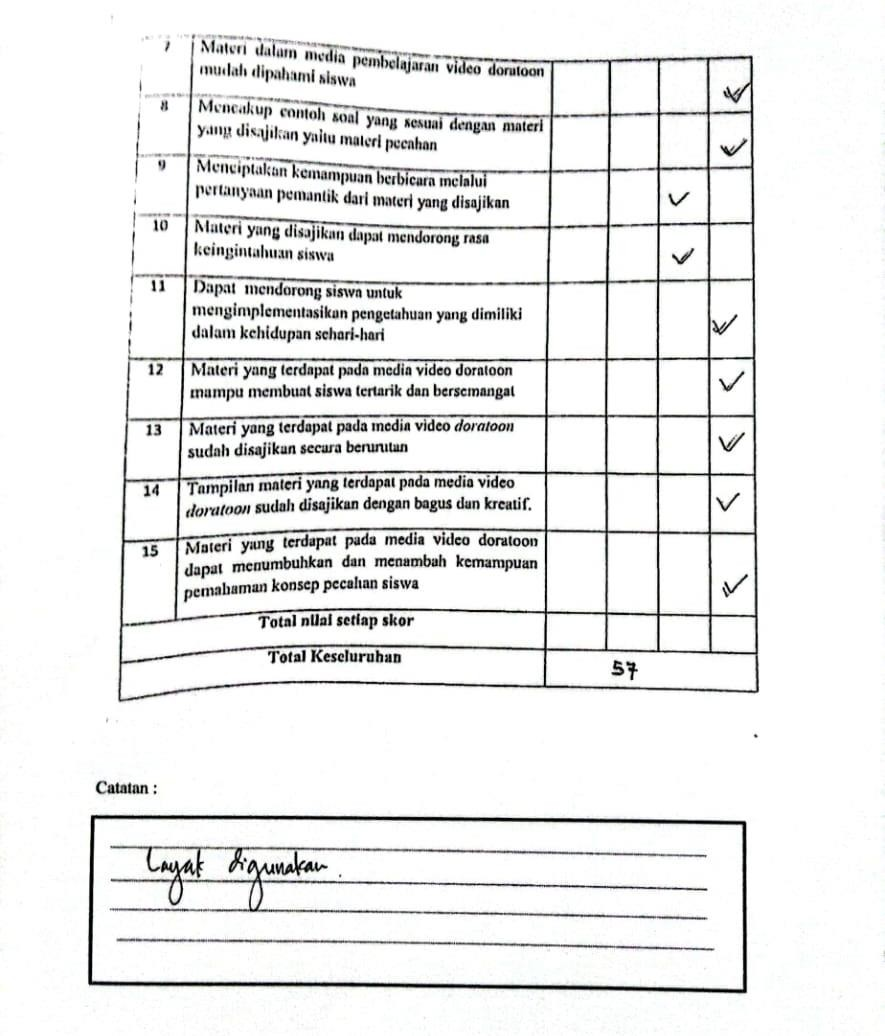 7 Materi dalam media pembelajaran video doratoon
mudah dipahami siswa
8 Mencakup contoh soal yang sesuai dengan materi
yang disajikan yaitu materi pecahan
9 Menciptakan kemampuan berbicara melalui
pertanyaan pemantik dari materi yang disajikan
10 Materi yang disajikan dapat mendorong rasa
keingintahuan siswa
11 Dapat mendorong siswa untuk
mengimplementasikan pengetahuan yang dimiliki
dalam kehidupan sehari-hari
12 Materi yang terdapat pada media video doratoon
mampu membuat siswa tertarik dan bersemangat
13 Materi yang terdapat pada media video doratoon
sudah disajikan secara berurutan
14 Tampilan materi yang terdapat pada media video
doratoon sudah disajikan dengan bagus dan kreatif.
15 Materi yang terdapat pada media video doratoon
dapat menumbuhkan dan menambah kemampuan
pemahaman konsep pecahan siswa
Total nilai setiap skor
Total Keseluruhan 57
Catatan :
Layak digunakan.